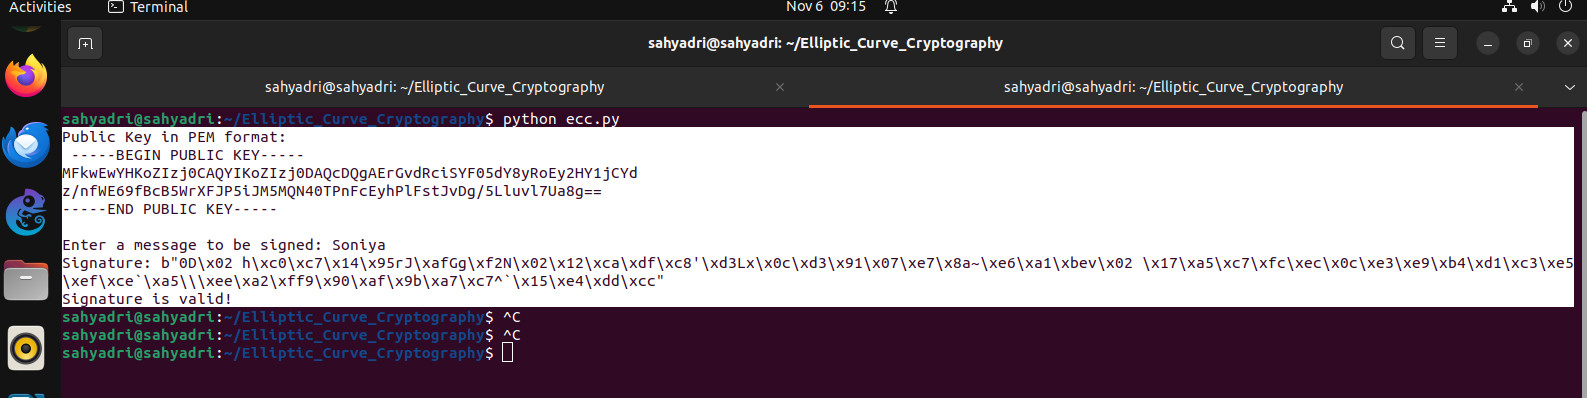 Activities Terminal Nov 6 09:15
sahyadri@sahyadri: ~/Elliptic_Curve_Cryptography
sahyadri@sahyadri: ~/Elliptic_Curve_Cryptography sahyadri@sahyadri: ~/Elliptic_Curve_Cryptography
sahyadri@sahyadri:~/Elliptic_Curve_Cryptography$ python ecc.py
Public Key in PEM format:
-----BEGIN PUBLIC KEY-----
MFkwEwYHKoZIzj0CAQYIKoZIzj0DAQcDQgAErGvdRciSYF05dY8yRoEy2HY1jCYd
z/nfWE69fBcB5WrXFJP5iJM5MQN40TPnFcEyhPlFstJvDg/5Lluvl7Ua8g==
-----END PUBLIC KEY-----
Enter a message to be signed: Soniya
Signature: b"0D\x02 h\xc0\xc7\x14\x95rJ\xafGg\xf2N\x02\x12\xca\xdf\xc8'\xd3Lx\x0c\xd3\x91\x07\xe7\x8a~\xe6\xa1\xbev\x02 \x17\xa5\xc7\xfc\xec\x0c\xe3\xe9\xb4\xd1\xc3\xe5
\xef\xce`\xa5\\\xee\xa2\xff9\x90\xaf\x9b\xa7\xc7^`\x15\xe4\xdd\xcc"
Signature is valid!
sahyadri@sahyadri:~/Elliptic_Curve_Cryptography$ ^C
sahyadri@sahyadri:~/Elliptic_Curve_Cryptography$ ^C
sahyadri@sahyadri:~/Elliptic_Curve_Cryptography$